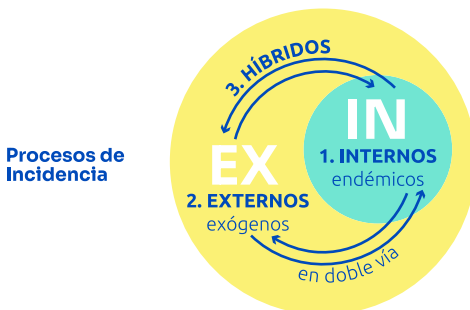 Procesos de
Incidencia
3. HÍBRIDOS
IN
1. INTERNOS
endémicos
EX
2. EXTERNOS
exógenos
en doble vía